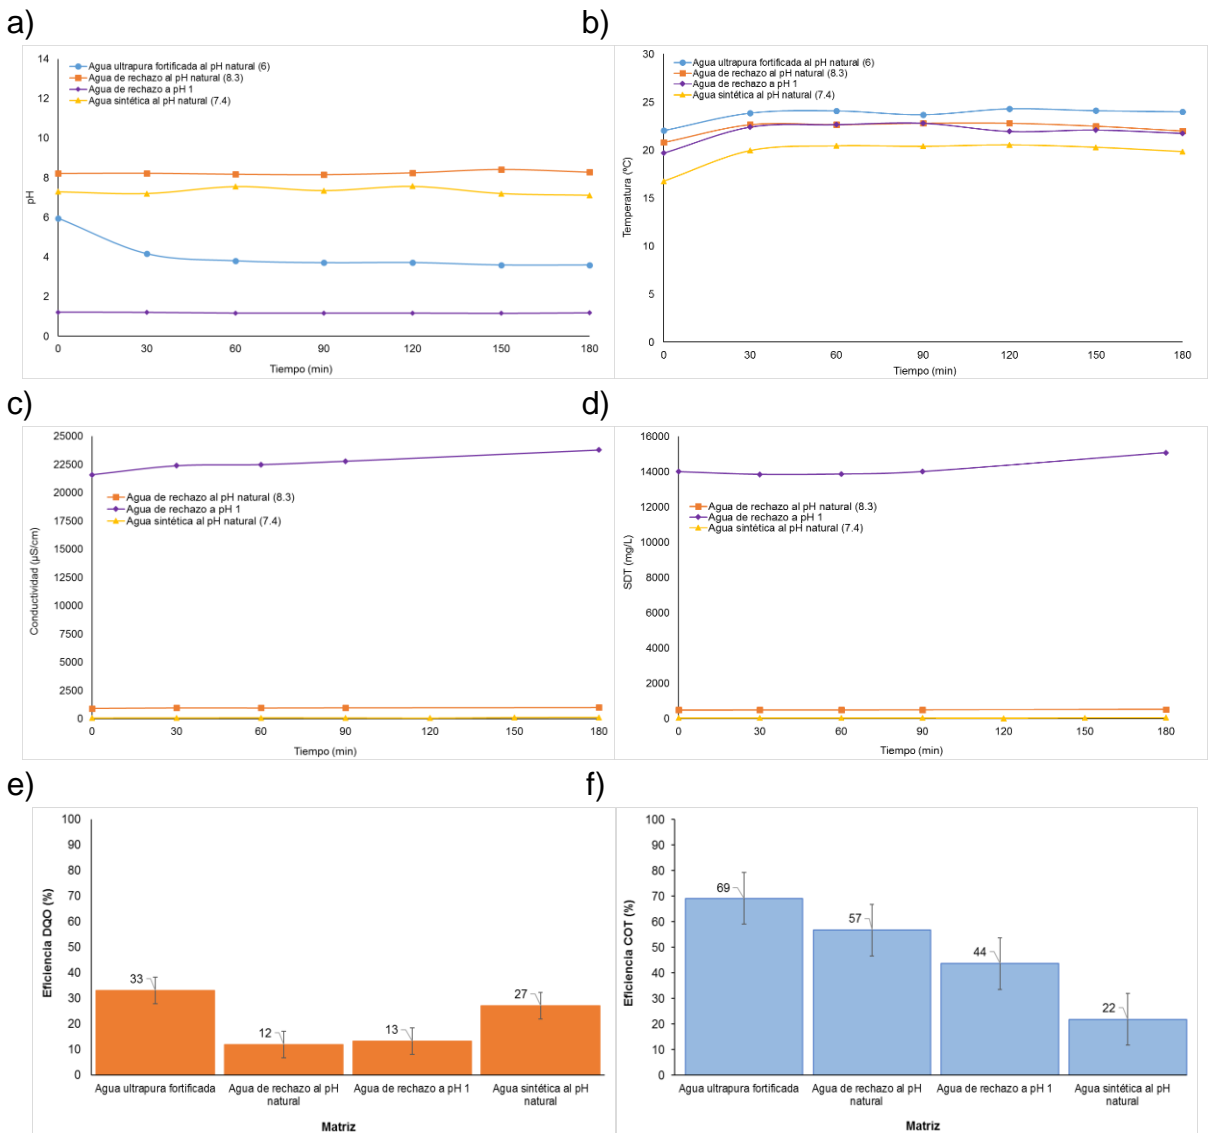 a)
14
12
10
8
6
4
2
0
pH
Agua ultrapura fortificada al pH natural (6)
Agua de rechazo al pH natural (8.3)
Agua de rechazo a pH 1
Agua sintética al pH natural (7.4)
0 30 60 90 120 150 180
Tiempo (min)
b)
30
25
20
15
10
5
0
Temperatura (ºC)
Agua ultrapura fortificada al pH natural (6)
Agua de rechazo al pH natural (8.3)
Agua de rechazo a pH 1
Agua sintética al pH natural (7.4)
0 30 60 90 120 150 180
Tiempo (min)
c)
25000
22500
20000
17500
15000
12500
10000
7500
5000
2500
0
Conductividad (µS/cm)
Agua de rechazo al pH natural (8.3)
Agua de rechazo a pH 1
Agua sintética al pH natural (7.4)
0 30 60 90 120 150 180
Tiempo (min)
d)
16000
14000
12000
10000
8000
6000
4000
2000
0
SDT (mg/L)
Agua de rechazo al pH natural (8.3)
Agua de rechazo a pH 1
Agua sintética al pH natural (7.4)
0 30 60 90 120 150 180
Tiempo (min)
e)
100
90
80
70
60
50
40
30
20
10
0
Eficiencia DQO (%)
33
12
13
27
Agua ultrapura fortificada
Agua de rechazo al pH
natural
Agua de rechazo a pH 1
Agua sintética al pH
natural
Matriz
f)
100
90
80
70
60
50
40
30
20
10
0
Eficiencia COT (%)
69
57
44
22
Agua ultrapura fortificada
Agua de rechazo al pH
natural
Agua de rechazo a pH 1
Agua sintética al pH
natural
Matriz